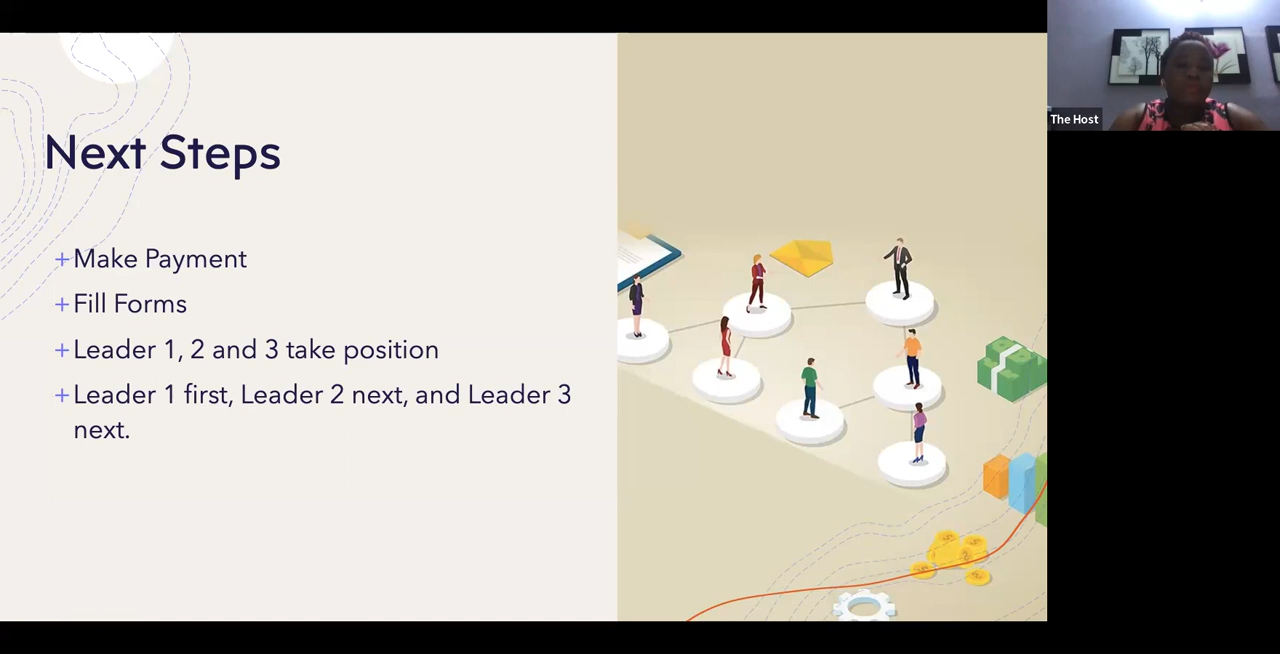 Next Steps
+Make Payment
+Fill Forms
+Leader 1, 2 and 3 take position
+Leader 1 first, Leader 2 next, and Leader 3
next.
The Host